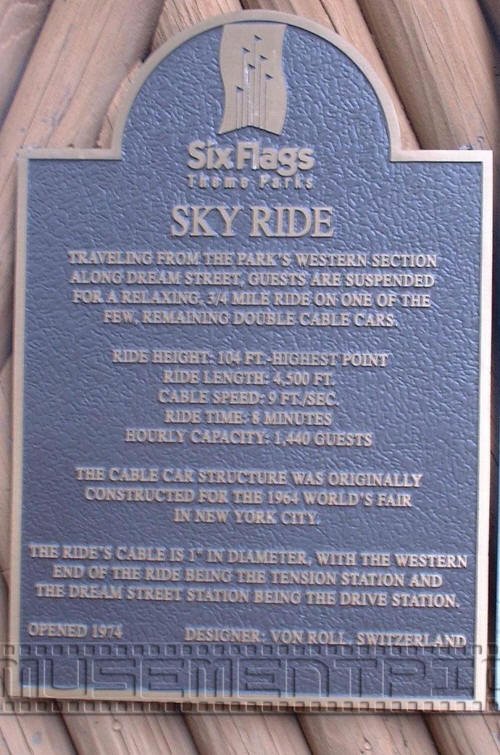 Six Flags
Theme Parks
SKY RIDE
TRAVELING FROM THE PARK'S WESTERN SECTION
ALONG DREAM STREET, GUESTS ARE SUSPENDED
FOR A RELAXING, 3/4 MILE RIDE ON ONE OF THE
FEW, REMAINING DOUBLE CABLE CARS.
RIDE HEIGHT: 104 FT.-HIGHEST POINT
RIDE LENGTH: 4,500 FT.
CABLE SPEED: 9 FT./SEC.
RIDE TIME: 8 MINUTES
HOURLY CAPACITY: 1,440 GUESTS
THE CABLE CAR STRUCTURE WAS ORIGINALLY
CONSTRUCTED FOR THE 1964 WORLD'S FAIR
IN NEW YORK CITY.
THE RIDE'S CABLE IS 1" IN DIAMETER, WITH THE WESTERN
END OF THE RIDE BEING THE TENSION STATION AND
THE DREAM STREET STATION BEING THE DRIVE STATION.
OPENED 1974 DESIGNER: VON ROLL, SWITZERLAND
MUSEMENTPI